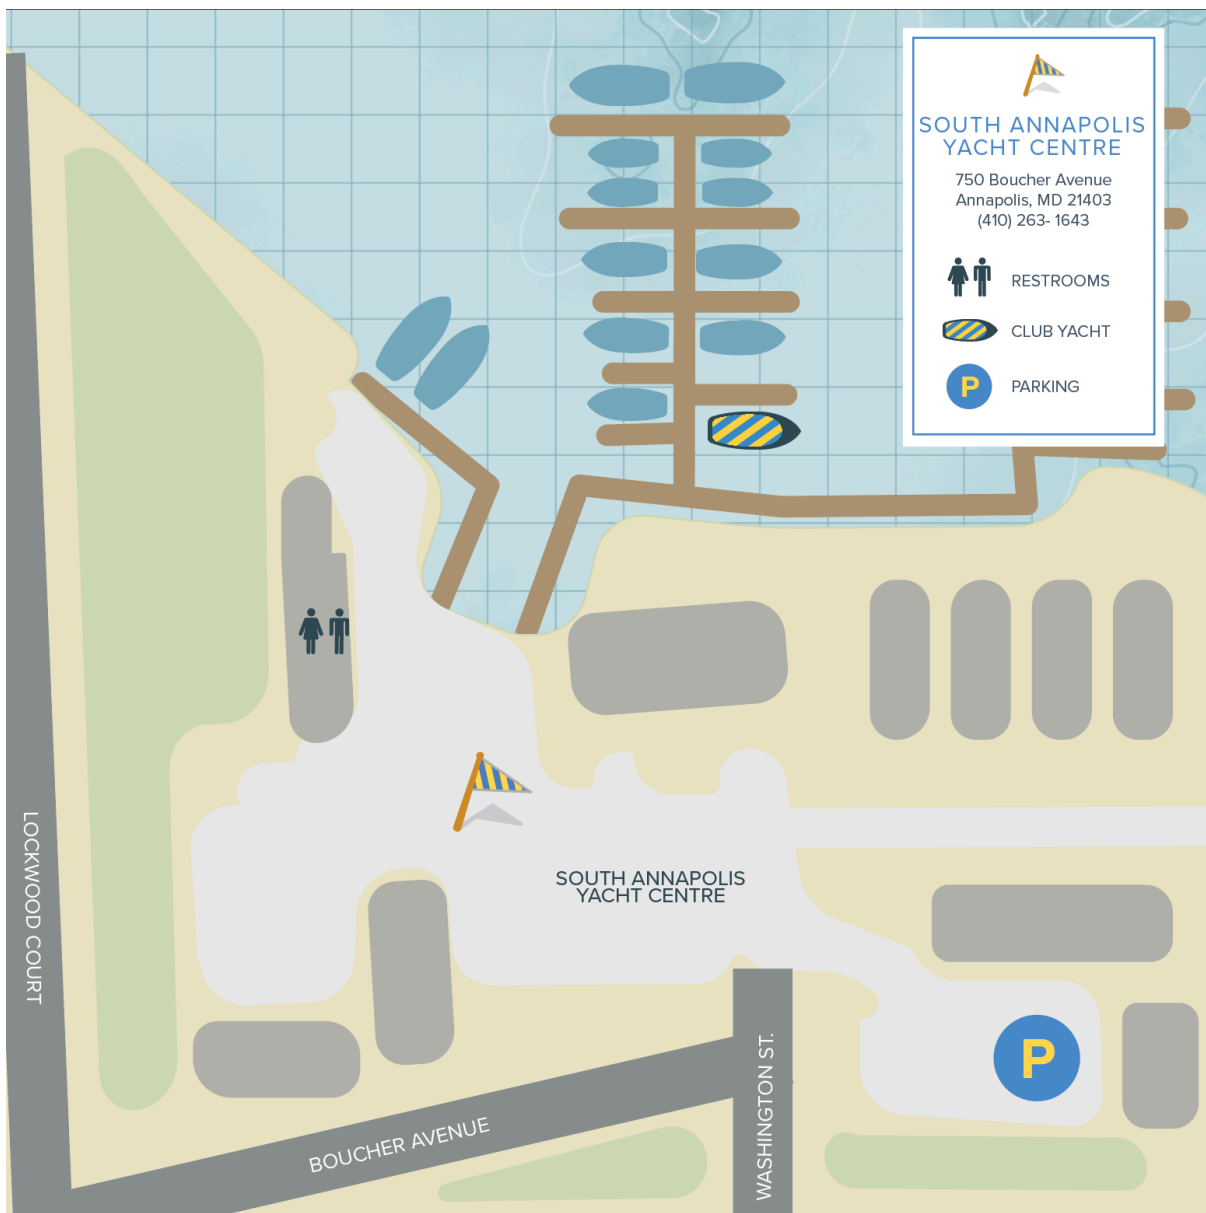 SOUTH ANNAPOLIS
YACHT CENTRE
750 Boucher Avenue
Annapolis, MD 21403
(410) 263- 1643
RESTROOMS
CLUB YACHT
P PARKING
LOCKWOOD COURT
SOUTH ANNAPOLIS
YACHT CENTRE
P
BOUCHER AVENUE
WASHINGTON ST.